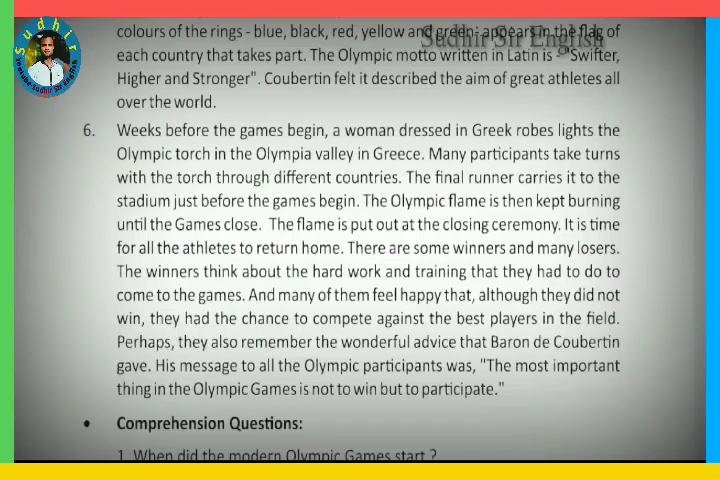 Sudhir
Youtube-Sudhir Sir English
Sudhir Sir English
colours of the rings - blue, black, red, yellow and green; appears in the flag of
each country that takes part. The Olympic motto written in Latin is - "Swifter,
Higher and Stronger". Coubertin felt it described the aim of great athletes all
over the world.
6. Weeks before the games begin, a woman dressed in Greek robes lights the
Olympic torch in the Olympia valley in Greece. Many participants take turns
with the torch through different countries. The final runner carries it to the
stadium just before the games begin. The Olympic flame is then kept burning
until the Games close. The flame is put out at the closing ceremony. It is time
for all the athletes to return home. There are some winners and many losers.
The winners think about the hard work and training that they had to do to
come to the games. And many of them feel happy that, although they did not
win, they had the chance to compete against the best players in the field.
Perhaps, they also remember the wonderful advice that Baron de Coubertin
gave. His message to all the Olympic participants was, "The most important
thing in the Olympic Games is not to win but to participate."
• Comprehension Questions:
1. When did the modern Olympic Games start ?